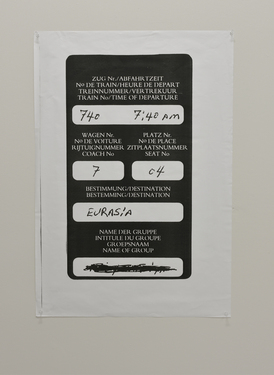 ZUG Nr./ABFAHRTZEIT
No DE TRAIN/HEURE DE DEPART
TREINNUMMER/VERTREKUUR
TRAIN No/TIME OF DEPARTURE
740 7:40 am
WAGEN Nr. PLATZ Nr.
No DE VOITURE No DE PLACE
RIJTUIGNUMMER ZITPLAATSNUMMER
COACH No SEAT No
7 04
BESTIMMUNG/DESTINATION
BESTEMMING/DESTINATION
EURASiA
NAME DER GRUPPE
INTITULE DU GROUPE
GROEPSNAAM
NAME OF GROUP